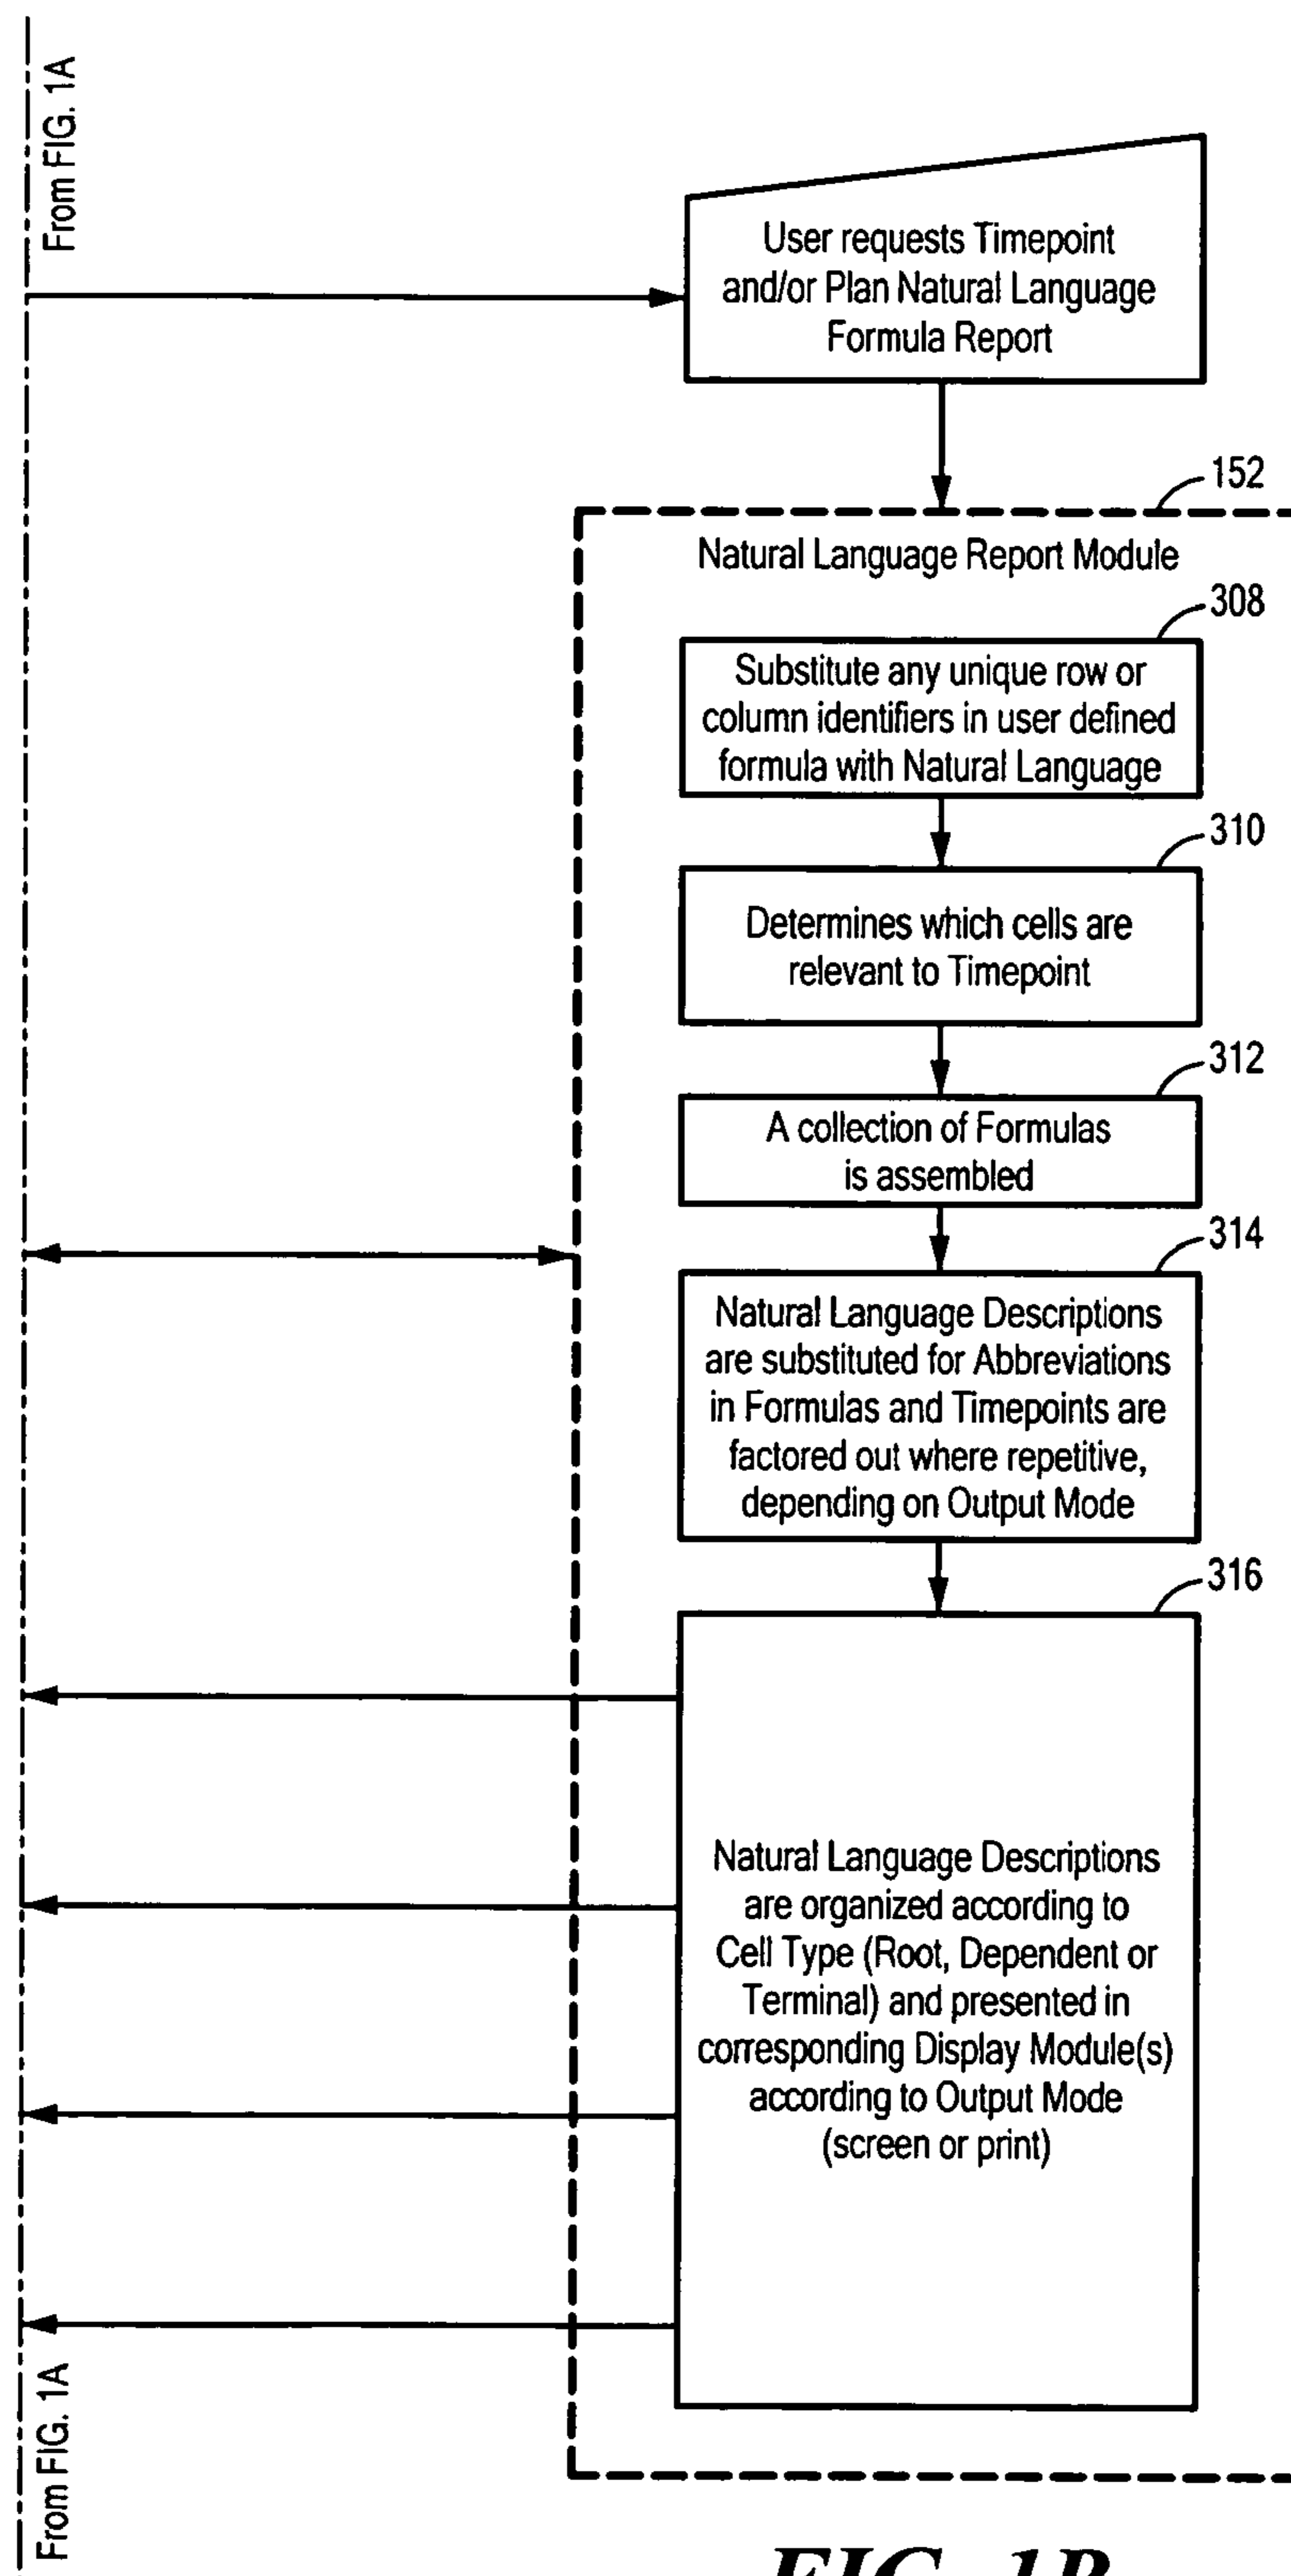 From FIG. 1A
User requests Timepoint
and/or Plan Natural Language
Formula Report
152
Natural Language Report Module
308
Substitute any unique row or
column identifiers in user defined
formula with Natural Language
310
Determines which cells are
relevant to Timepoint
312
A collection of Formulas
is assembled
314
Natural Language Descriptions
are substituted for Abbreviations
in Formulas and Timepoints are
factored out where repetitive,
depending on Output Mode
316
Natural Language Descriptions
are organized according to
Cell Type (Root, Dependent or
Terminal) and presented in
corresponding Display Module(s)
according to Output Mode
(screen or print)
From FIG. 1A
FIG. 1B